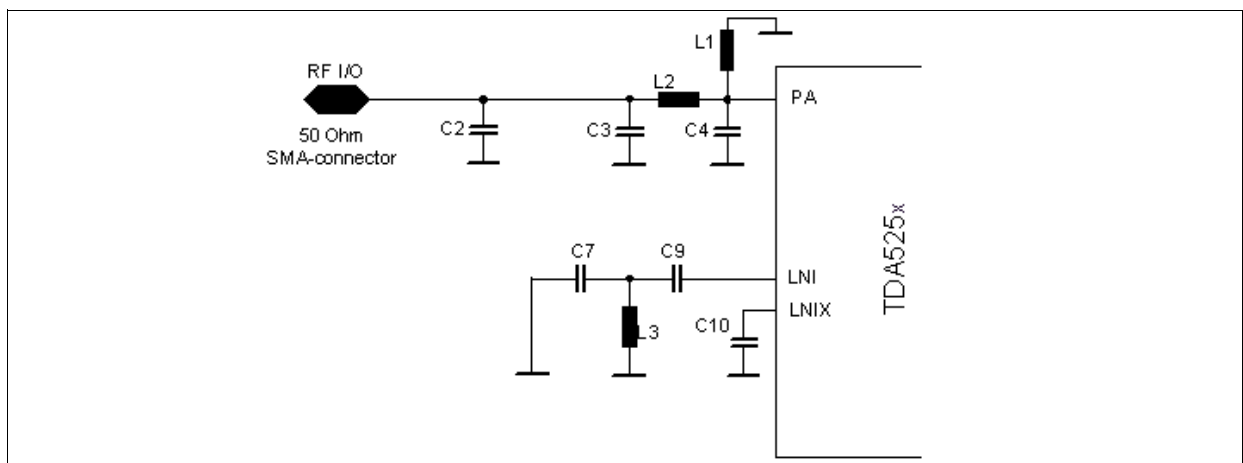 L1
RF I/O
L2
PA
C2
C3
C4
50 Ohm
SMA-connector
TDA525x
C7
C9
LNI
LNIX
C10
L3